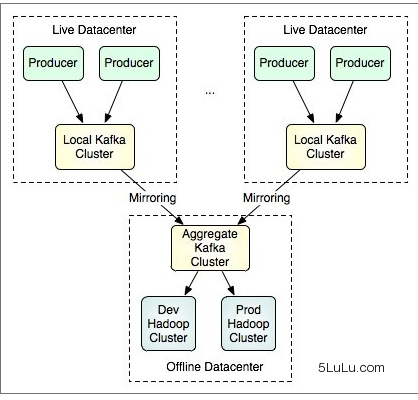 Live Datacenter
Producer
Producer
Local Kafka
Cluster
...
Live Datacenter
Producer
Producer
Local Kafka
Cluster
Mirroring
Mirroring
Aggregate
Kafka
Cluster
Dev
Hadoop
Cluster
Prod
Hadoop
Cluster
Offline Datacenter
5LuLu.com